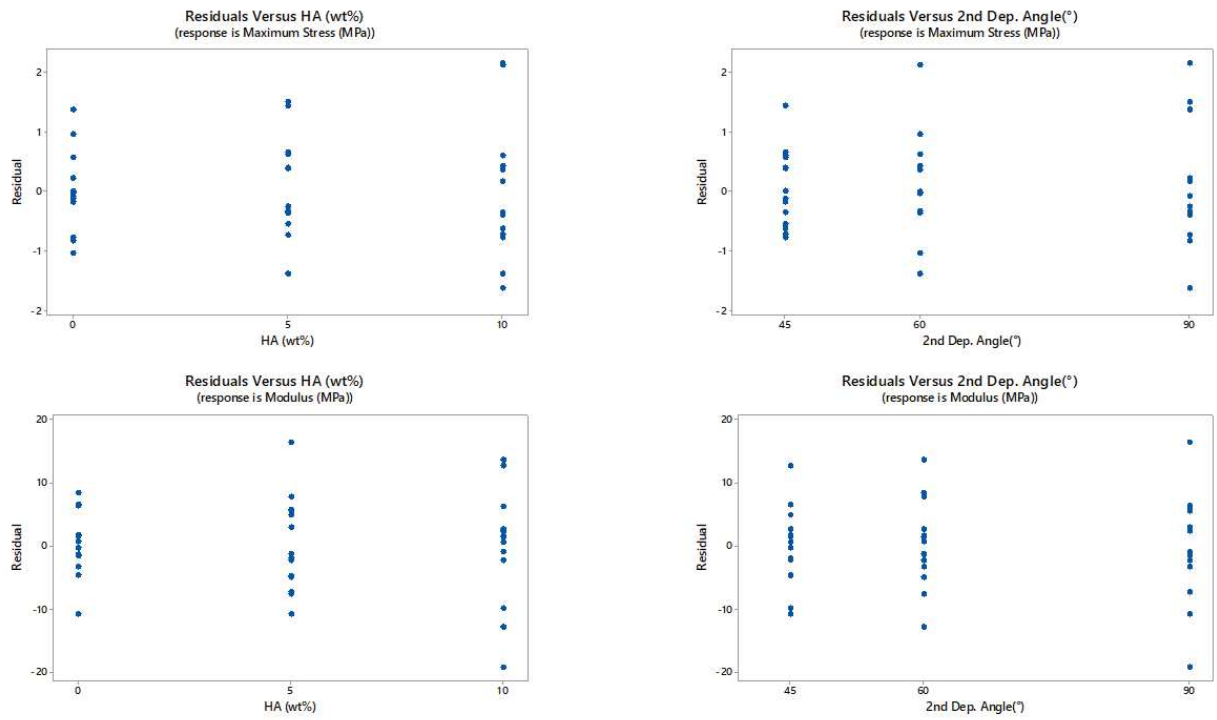 Residuals Versus HA (wt%)
(response is Maximum Stress (MPa))
2
1
0
-1
-2
Residual
0 5 10
HA (wt%)
Residuals Versus 2nd Dep. Angle(°)
(response is Maximum Stress (MPa))
2
1
0
-1
-2
Residual
45 60 90
2nd Dep. Angle(°)
Residuals Versus HA (wt%)
(response is Modulus (MPa))
20
10
0
-10
-20
Residual
0 5 10
HA (wt%)
Residuals Versus 2nd Dep. Angle(°)
(response is Modulus (MPa))
20
10
0
-10
-20
Residual
45 60 90
2nd Dep. Angle(°)